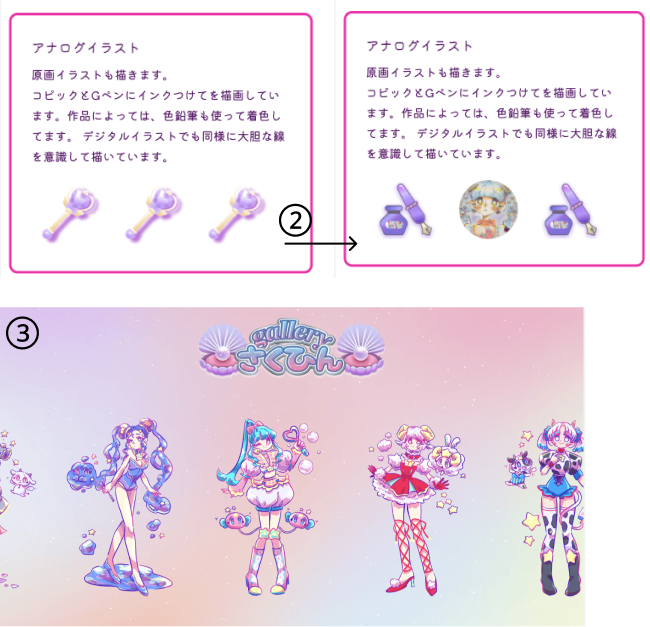 アナログイラスト
原画イラストも描きます。
コピックとGペンにインクつけてを描画してい
ます。作品によっては、色鉛筆も使って着色し
てます。 デジタルイラストでも同様に大胆な線
を意識して描いています。
②
アナログイラスト
原画イラストも描きます。
コピックとGペンにインクつけてを描画してい
ます。作品によっては、色鉛筆も使って着色し
てます。 デジタルイラストでも同様に大胆な線
を意識して描いています。
③
gallery
さくひん